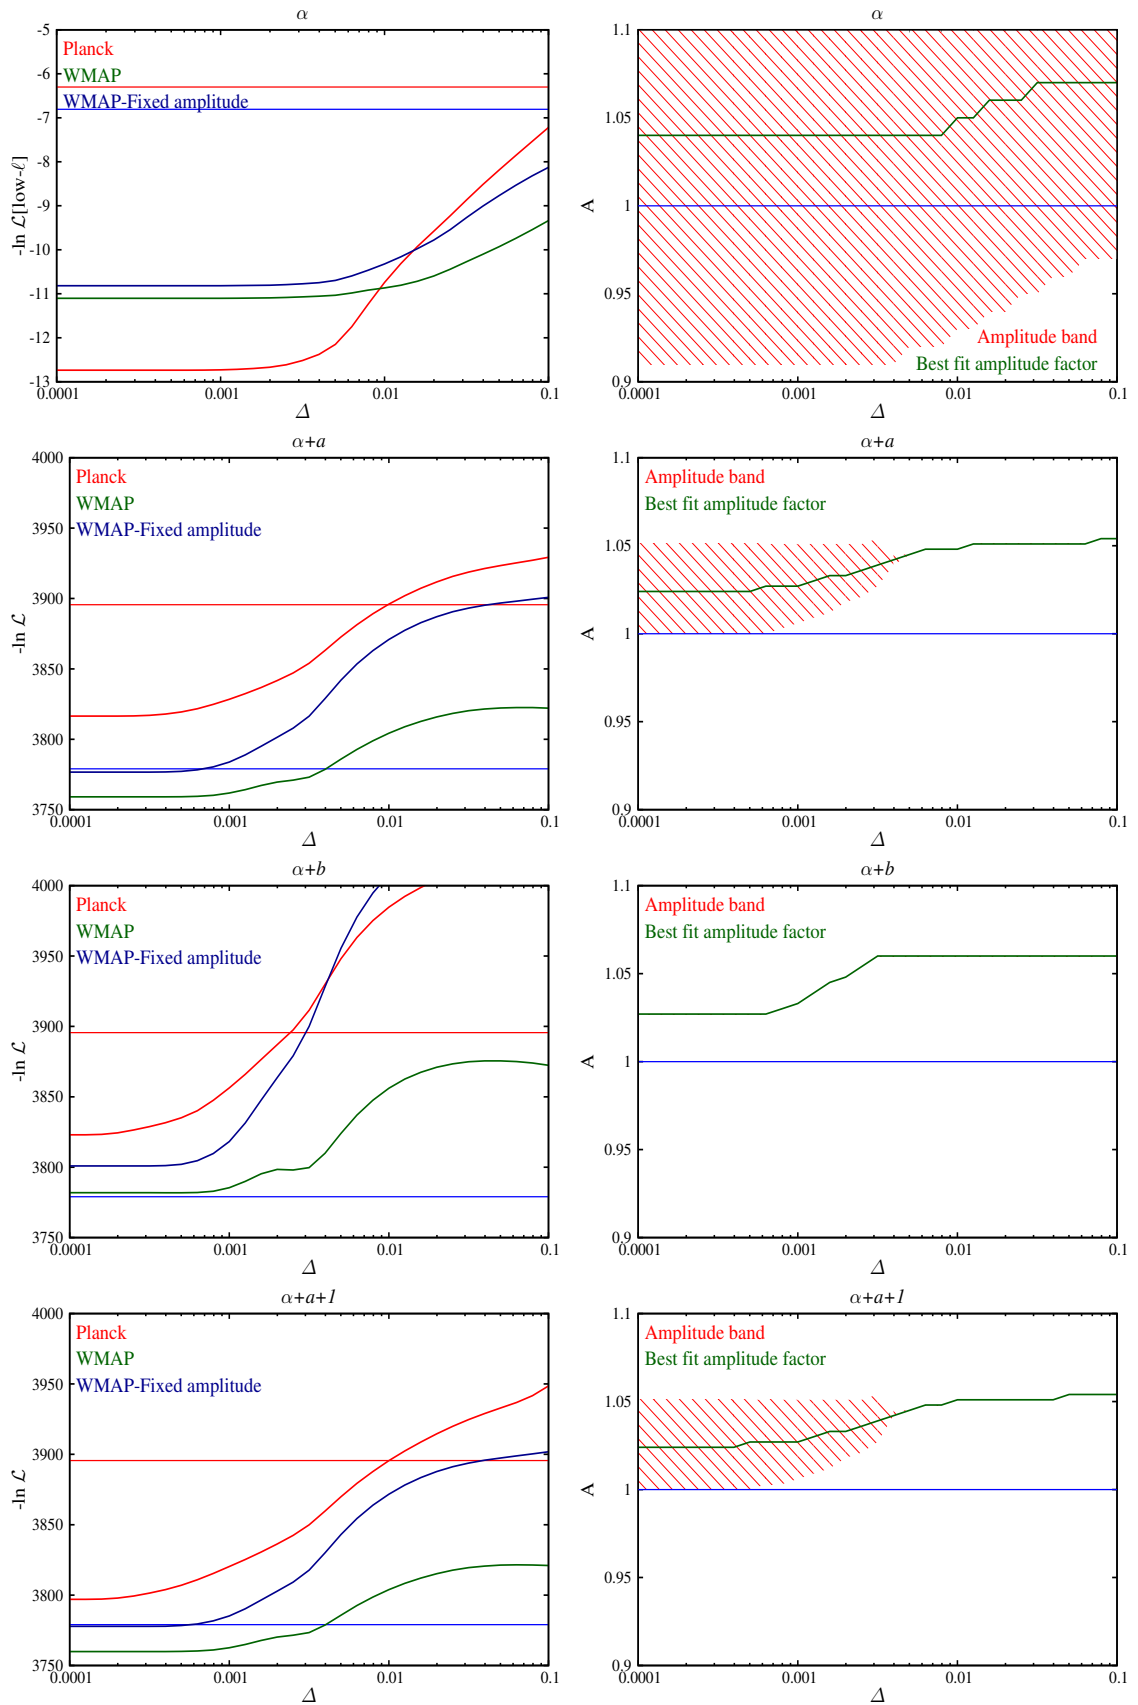 α
-5
-6
-7
-8
-9
-10
-11
-12
-13
-ln ℒ[low-ℓ]
Planck
WMAP
WMAP-Fixed amplitude
0.0001
0.001
0.01
0.1
Δ
α
1.1
1.05
1
0.95
0.9
A
Amplitude band
Best fit amplitude factor
0.0001
0.001
0.01
0.1
Δ
α+a
4000
3950
3900
3850
3800
3750
-ln ℒ
Planck
WMAP
WMAP-Fixed amplitude
0.0001
0.001
0.01
0.1
Δ
α+a
1.1
1.05
1
0.95
0.9
A
Amplitude band
Best fit amplitude factor
0.0001
0.001
0.01
0.1
Δ
α+b
4000
3950
3900
3850
3800
3750
-ln ℒ
Planck
WMAP
WMAP-Fixed amplitude
0.0001
0.001
0.01
0.1
Δ
α+b
1.1
1.05
1
0.95
0.9
A
Amplitude band
Best fit amplitude factor
0.0001
0.001
0.01
0.1
Δ
α+a+1
4000
3950
3900
3850
3800
3750
-ln ℒ
Planck
WMAP
WMAP-Fixed amplitude
0.0001
0.001
0.01
0.1
Δ
α+a+1
1.1
1.05
1
0.95
0.9
A
Amplitude band
Best fit amplitude factor
0.0001
0.001
0.01
0.1
Δ